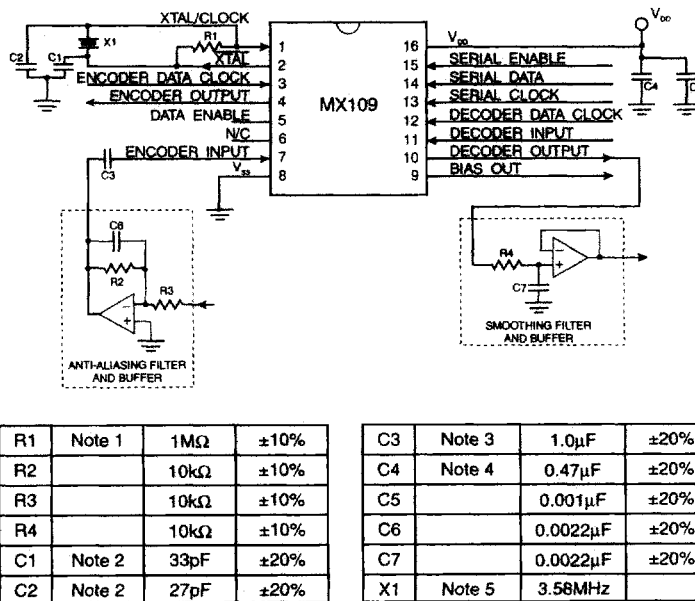 XTAL/CLOCK
V_DD
C2
C1
X1
R1
1
16
V_DD
XTAL
2
15
SERIAL ENABLE
ENCODER DATA CLOCK
3
14
SERIAL DATA
C4
C
ENCODER OUTPUT
4
MX109
13
SERIAL CLOCK
DATA ENABLE
5
12
DECODER DATA CLOCK
N/C
6
11
DECODER INPUT
ENCODER INPUT
7
10
DECODER OUTPUT
C3
V_SS
8
9
BIAS OUT
C6
R2
R3
−
+
R4
−
+
C7
SMOOTHING FILTER
AND BUFFER
ANTI-ALIASING FILTER
AND BUFFER
R1 Note 1 1MΩ ±10%
R2 10kΩ ±10%
R3 10kΩ ±10%
R4 10kΩ ±10%
C1 Note 2 33pF ±20%
C2 Note 2 27pF ±20%
C3 Note 3 1.0µF ±20%
C4 Note 4 0.47µF ±20%
C5 0.001µF ±20%
C6 0.0022µF ±20%
C7 0.0022µF ±20%
X1 Note 5 3.58MHz